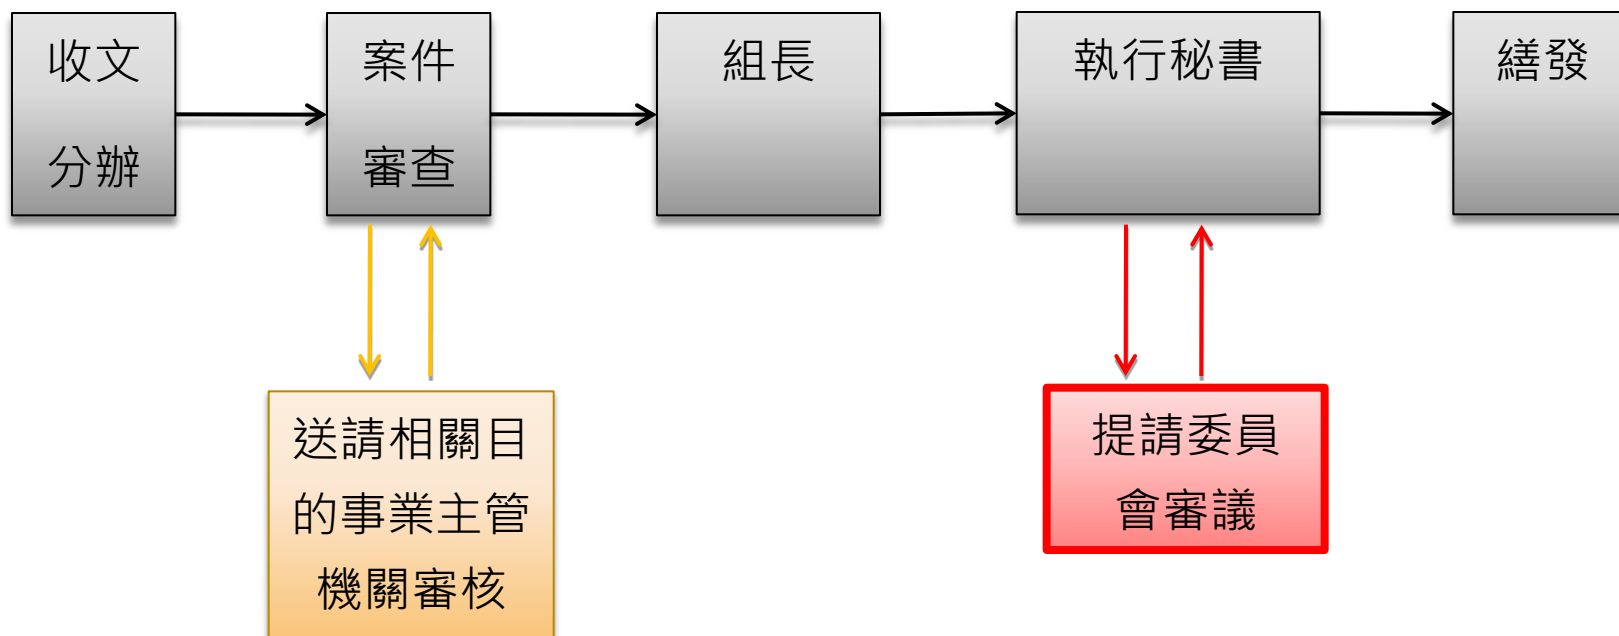 收文
分辦
案件
審查
組長
執行秘書
繕發
送請相關目
的事業主管
機關審核
提請委員
會審議